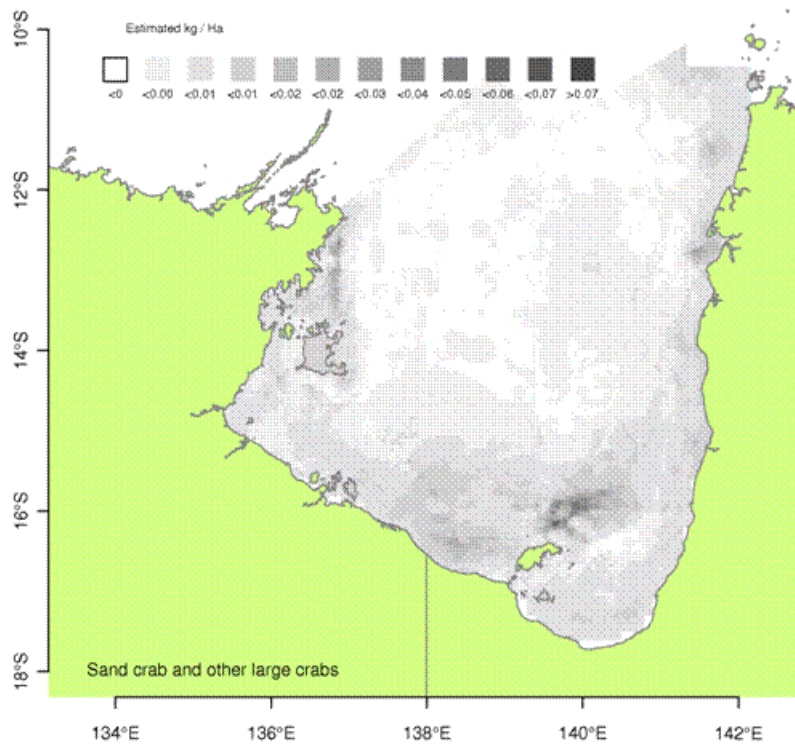 Estimated kg / Ha
<0 <0.00 <0.01 <0.01 <0.02 <0.02 <0.03 <0.04 <0.05 <0.06 <0.07 >0.07
10°S
12°S
14°S
16°S
18°S
Sand crab and other large crabs
134°E 136°E 138°E 140°E 142°E